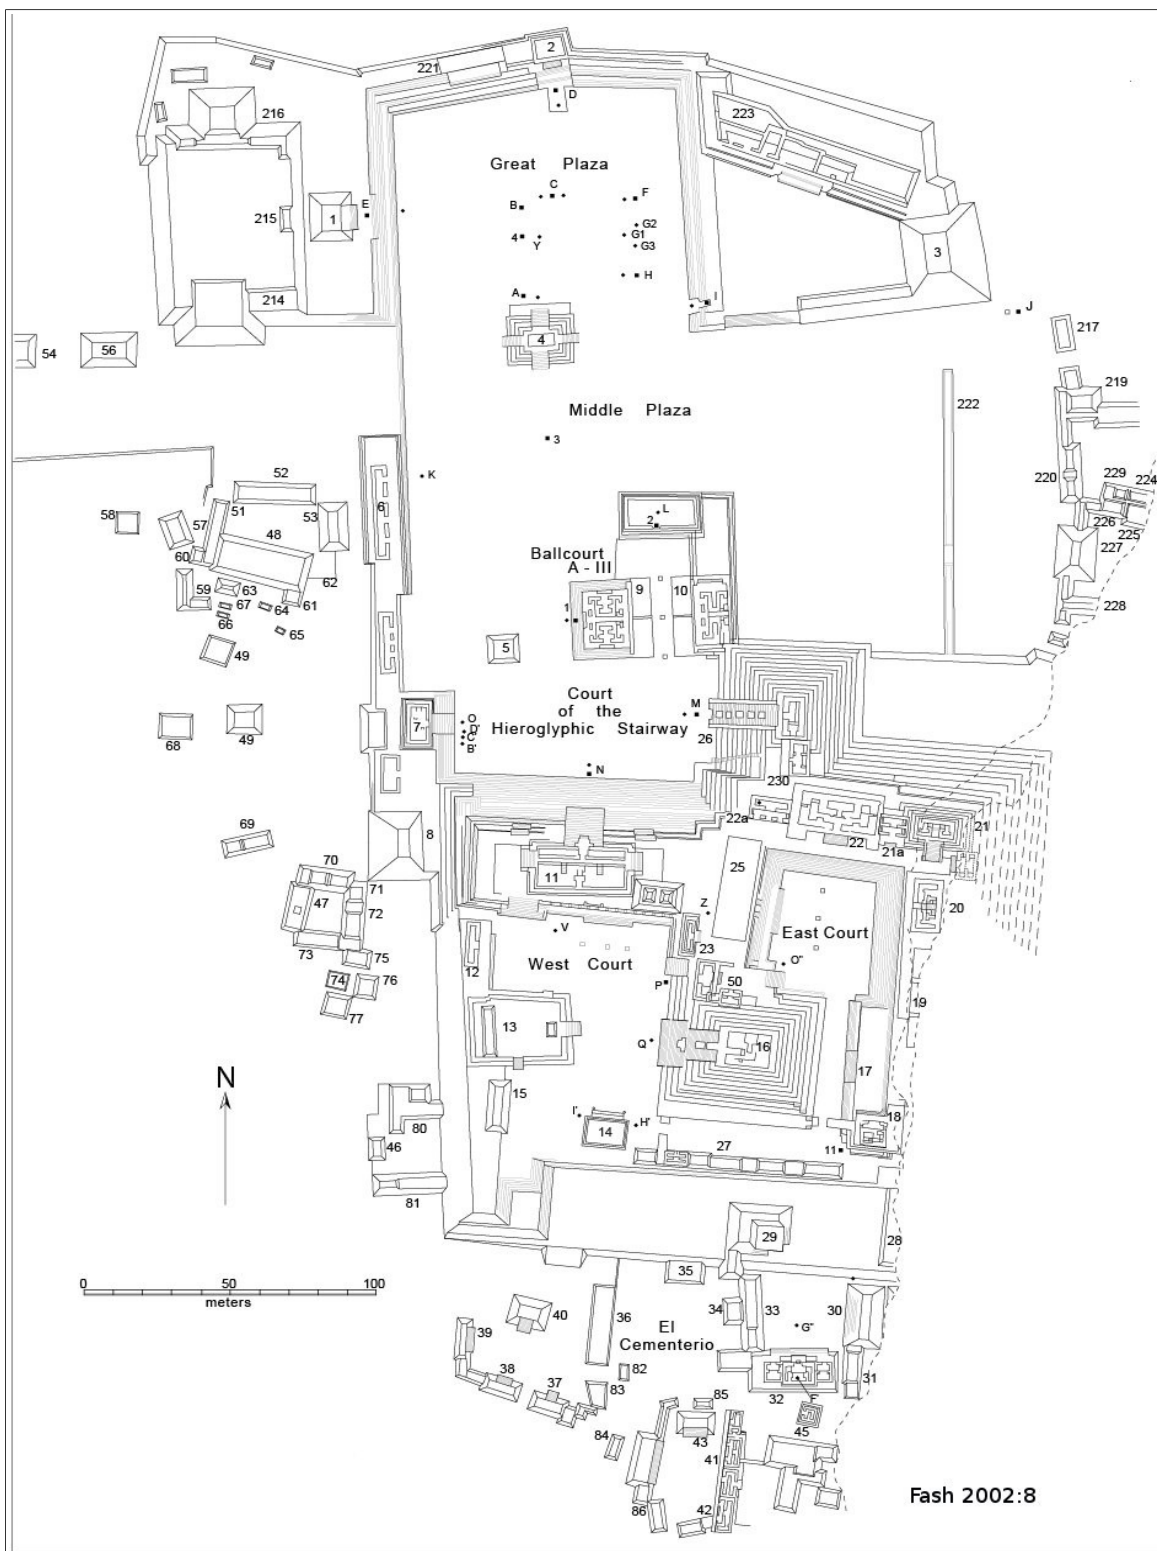 2
221
D
216
223
Great Plaza
C
F
B
E
215
1
G2
4
Y
G1
G3
3
H
214
A
I
J
217
4
54
56
219
Middle Plaza
222
3
K
52
6
220
229
224
L
2
58
57
51
53
226
225
48
227
Ballcourt
A - III
60
62
59
63
9
10
228
67
64
61
1
66
65
49
5
Court
of the
Hieroglyphic Stairway
M
O
D'
C'
B'
7
26
68
49
N
230
22a
22
21
21a
69
8
25
70
11
71
47
72
Z
20
East Court
V
23
73
75
12
West Court
O"
74
76
P
50
19
77
13
Q
16
17
N
15
I'
H'
18
80
14
27
11
46
81
29
28
35
0 50 100
meters
40
36
34
33
30
El
Cementerio
G"
39
38
82
31
37
83
32
F'
85
45
84
43
41
86
42
Fash 2002:8